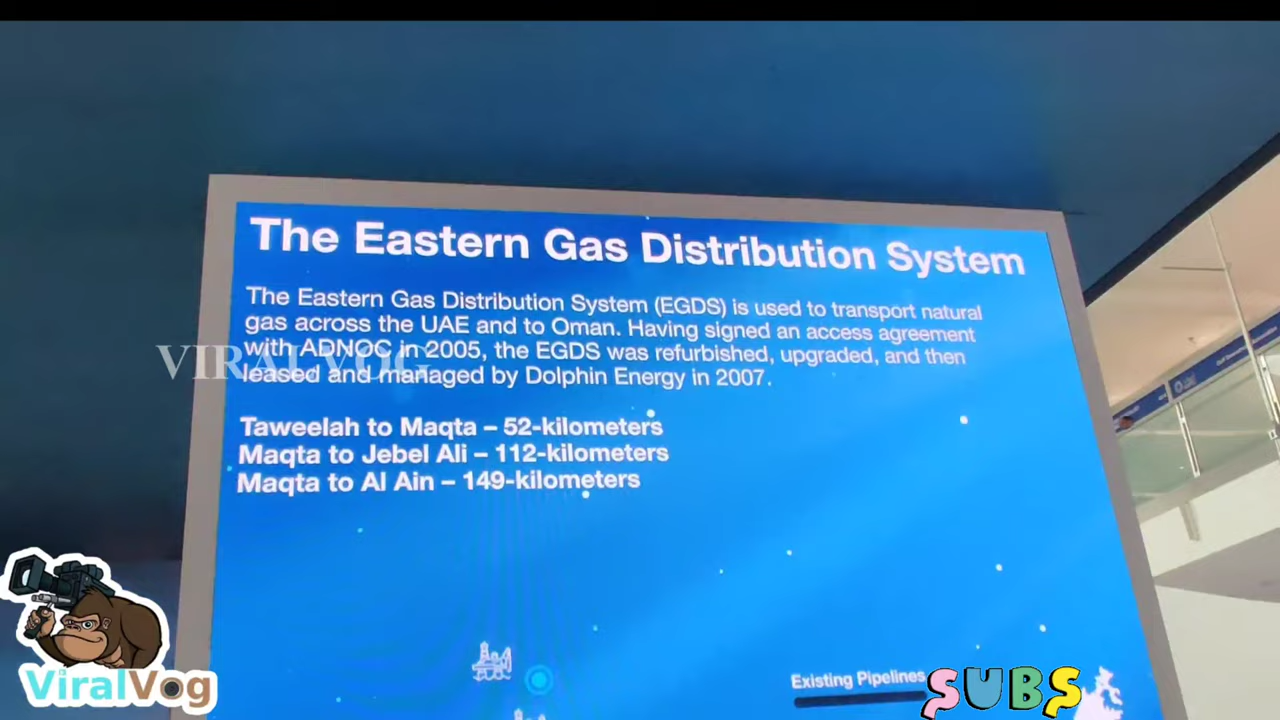 The Eastern Gas Distribution System
The Eastern Gas Distribution System (EGDS) is used to transport natural
gas across the UAE and to Oman. Having signed an access agreement
with ADNOC in 2005, the EGDS was refurbished, upgraded, and then
leased and managed by Dolphin Energy in 2007.
VIRALVOG
Taweelah to Maqta – 52-kilometers
Maqta to Jebel Ali – 112-kilometers
Maqta to Al Ain – 149-kilometers
Existing Pipelines
SUBS
ViralVog